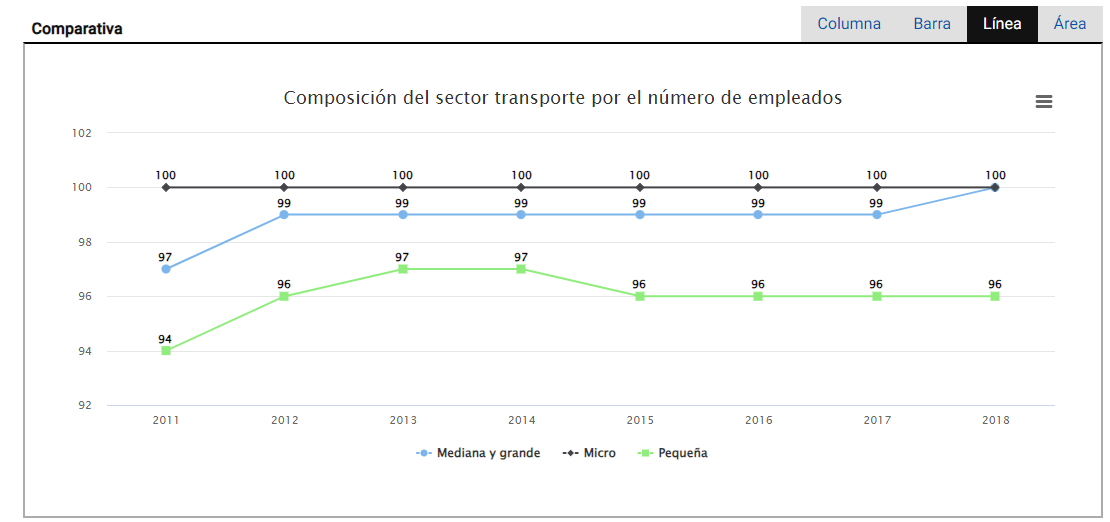 Comparativa
Columna Barra Línea Área
Composición del sector transporte por el número de empleados
102
100 100 100 100 100 100 100 100
100
99 99 99 99 99 99
98
97 97 97
96 96 96 96 96
96
94
94
92
2011 2012 2013 2014 2015 2016 2017 2018
Mediana y grande Micro Pequeña